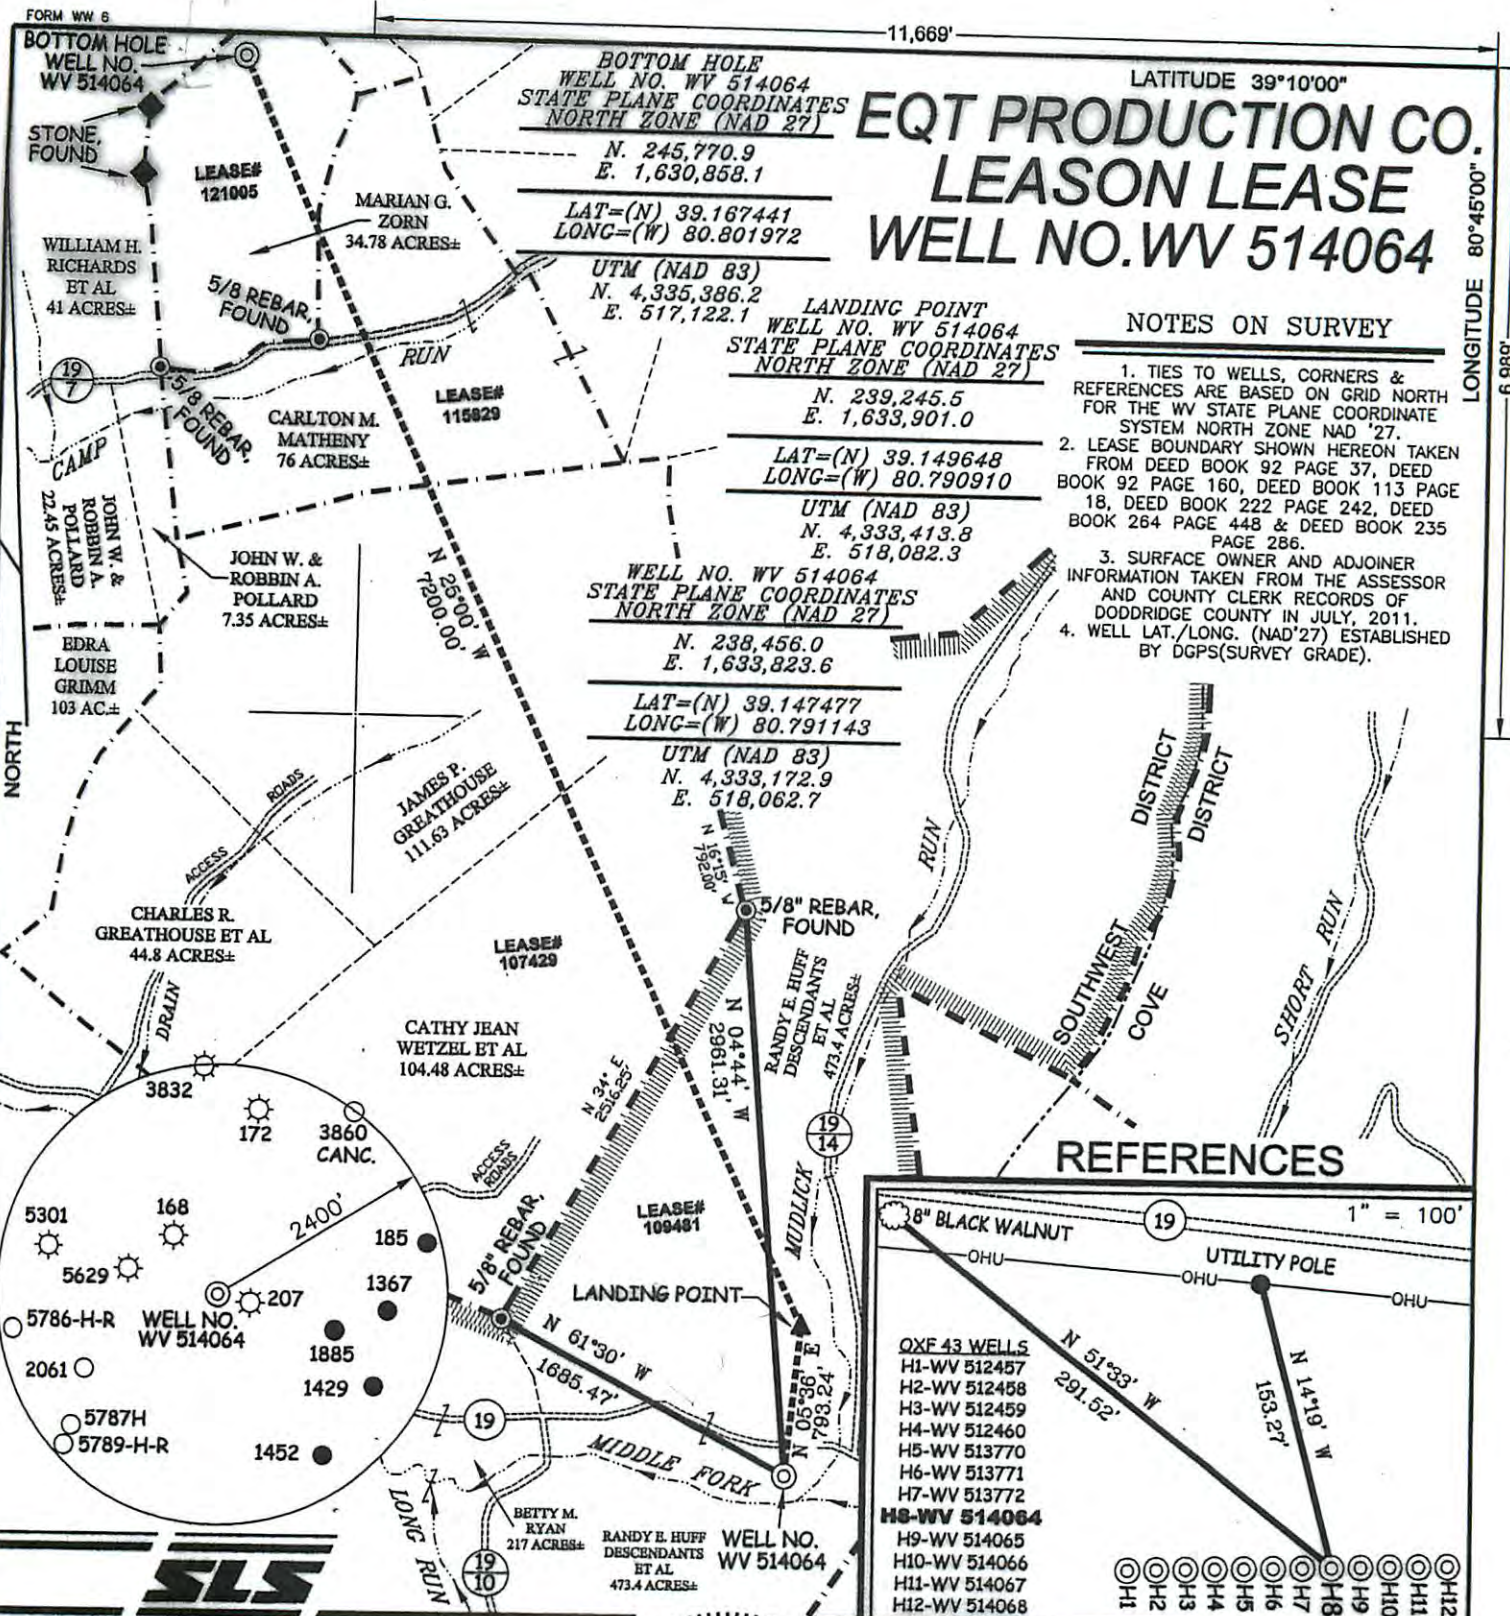 FORM WW 6
11,669'
BOTTOM HOLE
WELL NO.
WV 514064
STONE,
FOUND
LEASE#
121005
MARIAN G.
ZORN
34.78 ACRES±
WILLIAM H.
RICHARDS
ET AL
41 ACRES±
5/8 REBAR,
FOUND
19
7
5/8 REBAR,
FOUND
RUN
CAMP
LEASE#
115829
CARLTON M.
MATHENY
76 ACRES±
JOHN W. &
ROBBIN A.
POLLARD
22.45 ACRES±
JOHN W. &
ROBBIN A.
POLLARD
7.35 ACRES±
EDRA
LOUISE
GRIMM
103 AC.±
NORTH
BOTTOM HOLE
WELL NO. WV 514064
STATE PLANE COORDINATES
NORTH ZONE (NAD 27)
N. 245,770.9
E. 1,630,858.1
LAT=(N) 39.167441
LONG=(W) 80.801972
UTM (NAD 83)
N. 4,335,386.2
E. 517,122.1
LATITUDE 39°10'00"
EQT PRODUCTION CO.
LEASON LEASE
WELL NO.WV 514064
LONGITUDE 80°45'00"
LANDING POINT
WELL NO. WV 514064
STATE PLANE COORDINATES
NORTH ZONE (NAD 27)
N. 239,245.5
E. 1,633,901.0
LAT=(N) 39.149648
LONG=(W) 80.790910
UTM (NAD 83)
N. 4,333,413.8
E. 518,082.3
NOTES ON SURVEY
1. TIES TO WELLS, CORNERS &
REFERENCES ARE BASED ON GRID NORTH
FOR THE WV STATE PLANE COORDINATE
SYSTEM NORTH ZONE NAD '27.
2. LEASE BOUNDARY SHOWN HEREON TAKEN
FROM DEED BOOK 92 PAGE 37, DEED
BOOK 92 PAGE 160, DEED BOOK 113 PAGE
18, DEED BOOK 222 PAGE 242, DEED
BOOK 264 PAGE 448 & DEED BOOK 235
PAGE 286.
3. SURFACE OWNER AND ADJOINER
INFORMATION TAKEN FROM THE ASSESSOR
AND COUNTY CLERK RECORDS OF
DODDRIDGE COUNTY IN JULY, 2011.
4. WELL LAT./LONG. (NAD'27) ESTABLISHED
BY DGPS(SURVEY GRADE).
WELL NO. WV 514064
STATE PLANE COORDINATES
NORTH ZONE (NAD 27)
N. 238,456.0
E. 1,633,823.6
LAT=(N) 39.147477
LONG=(W) 80.791143
UTM (NAD 83)
N. 4,333,172.9
E. 518,062.7
N 25°00' W
7200.00'
ROADS
ACCESS
JAMES P.
GREATHOUSE
111.63 ACRES±
CHARLES R.
GREATHOUSE ET AL
44.8 ACRES±
DRAIN
LEASE#
107429
CATHY JEAN
WETZEL ET AL
104.48 ACRES±
N 16°15' W
792.00'
5/8" REBAR,
FOUND
RANDY E. HUFF
DESCENDANTS
ET AL
473.4 ACRES±
N 04°44' W
2961.31'
N 34° E
2516.25'
RUN
DISTRICT
DISTRICT
SOUTHWEST
COVE
SHORT RUN
19
14
MUDLICK
ACCESS
ROADS
LEASE#
109481
5/8" REBAR,
FOUND
LANDING POINT
N 61°30' W
1685.47'
N 05°36' E
793.24'
19
MIDDLE FORK
LONG RUN
BETTY M.
RYAN
217 ACRES±
19
10
RANDY E. HUFF
DESCENDANTS
ET AL
473.4 ACRES±
WELL NO.
WV 514064
3832
172
3860
CANC.
5301
168
2400'
185
5629
207
1367
5786-H-R
WELL NO.
WV 514064
1885
2061
1429
5787H
5789-H-R
1452
SLS
REFERENCES
8" BLACK WALNUT
19
1" = 100'
OHU
UTILITY POLE
OHU
OHU
N 51°33' W
291.52'
N 14°19' W
153.27'
OXF 43 WELLS
H1-WV 512457
H2-WV 512458
H3-WV 512459
H4-WV 512460
H5-WV 513770
H6-WV 513771
H7-WV 513772
H8-WV 514064
H9-WV 514065
H10-WV 514066
H11-WV 514067
H12-WV 514068
H1
H2
H3
H4
H5
H6
H7
H8
H9
H10
H11
H12